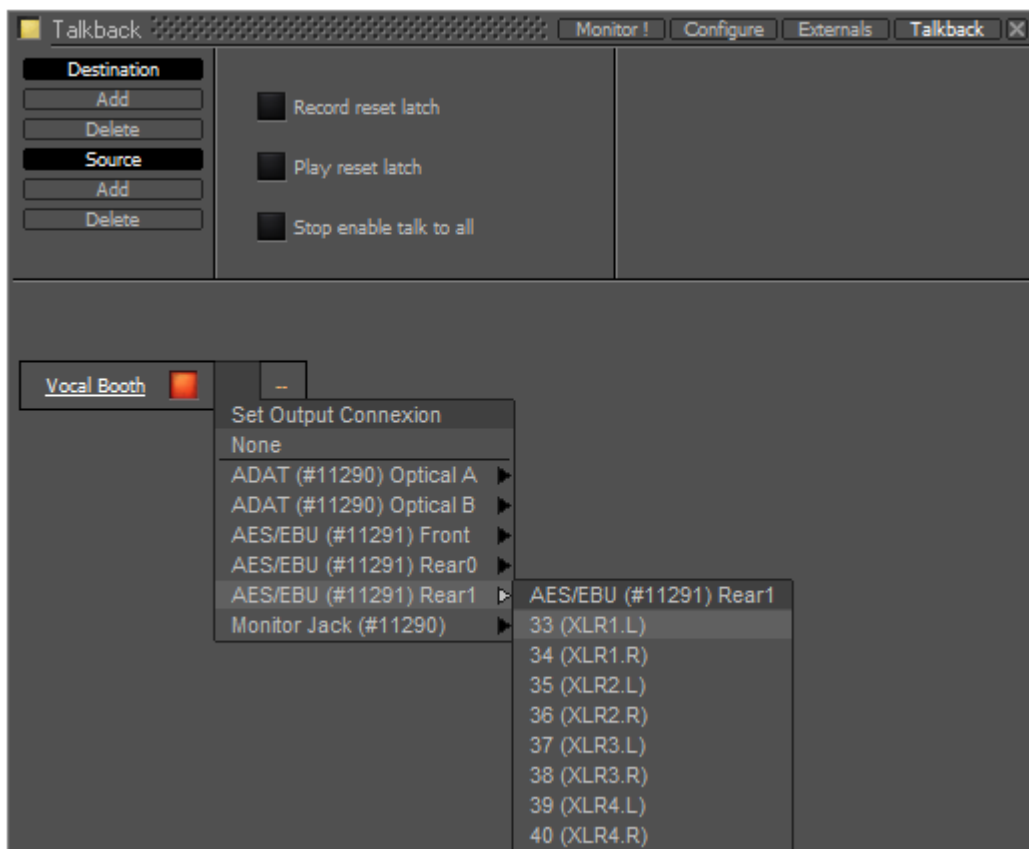 Talkback Monitor ! Configure Externals Talkback X
Destination
Add
Delete
Source
Add
Delete
Record reset latch
Play reset latch
Stop enable talk to all
Vocal Booth --
Set Output Connexion
None
ADAT (#11290) Optical A
ADAT (#11290) Optical B
AES/EBU (#11291) Front
AES/EBU (#11291) Rear0
AES/EBU (#11291) Rear1
Monitor Jack (#11290)
AES/EBU (#11291) Rear1
33 (XLR1.L)
34 (XLR1.R)
35 (XLR2.L)
36 (XLR2.R)
37 (XLR3.L)
38 (XLR3.R)
39 (XLR4.L)
40 (XLR4.R)